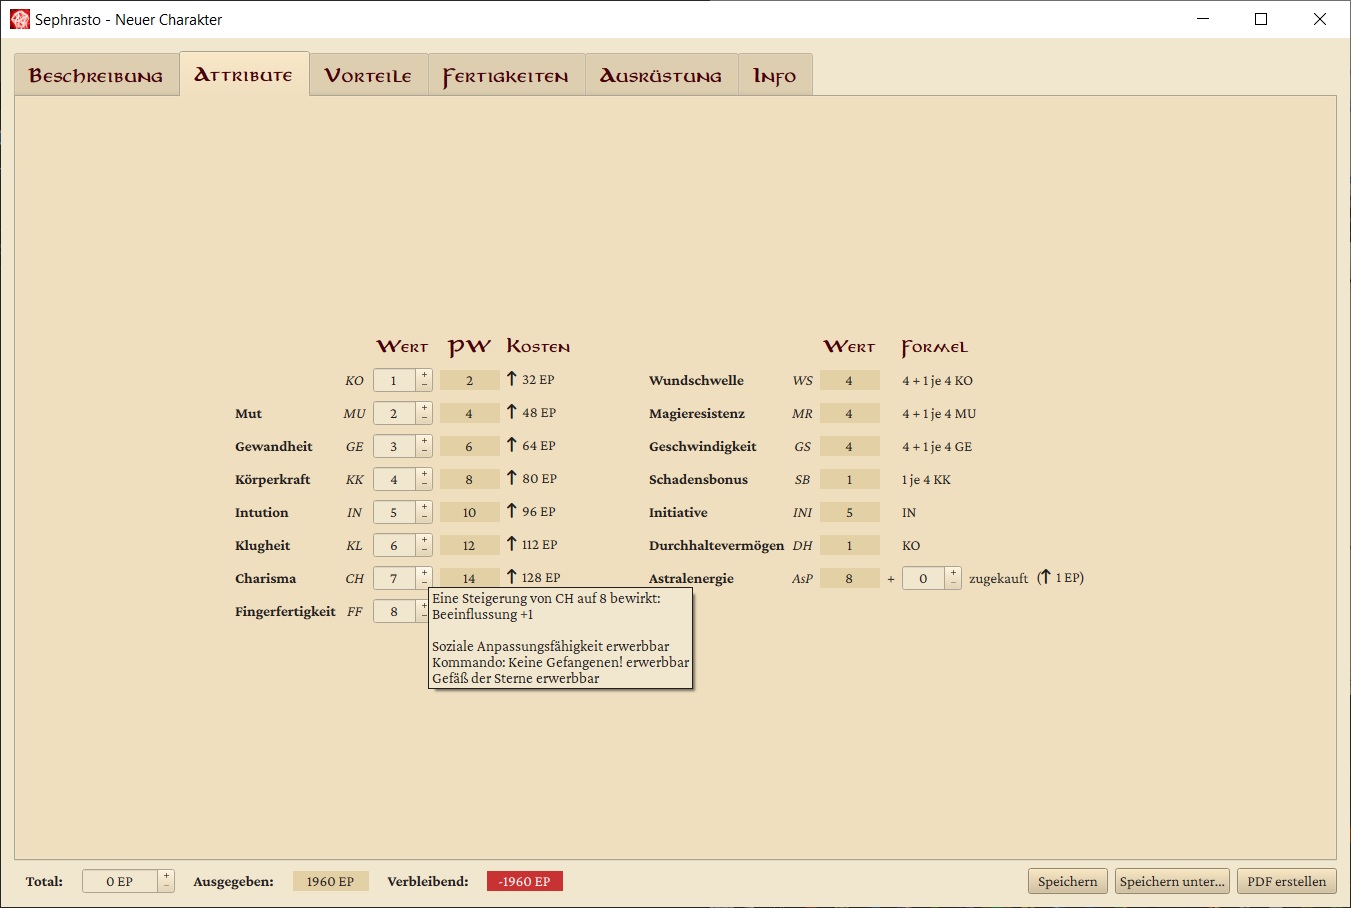 Sephrasto - Neuer Charakter
Beschreibung Attribute Vorteile Fertigkeiten Ausrüstung Info
Wert PW Kosten Wert Formel
KO 1 2 ↑ 32 EP Wundschwelle WS 4 4 + 1 je 4 KO
Mut MU 2 4 ↑ 48 EP Magieresistenz MR 4 4 + 1 je 4 MU
Gewandheit GE 3 6 ↑ 64 EP Geschwindigkeit GS 4 4 + 1 je 4 GE
Körperkraft KK 4 8 ↑ 80 EP Schadensbonus SB 1 1 je 4 KK
Intution IN 5 10 ↑ 96 EP Initiative INI 5 IN
Klugheit KL 6 12 ↑ 112 EP Durchhaltevermögen DH 1 KO
Charisma CH 7 14 ↑ 128 EP Astralenergie AsP 8 + 0 zugekauft (↑ 1 EP)
Fingerfertigkeit FF 8
Eine Steigerung von CH auf 8 bewirkt:
Beeinflussung +1
Soziale Anpassungsfähigkeit erwerbbar
Kommando: Keine Gefangenen! erwerbbar
Gefäß der Sterne erwerbbar
Total: 0 EP Ausgegeben: 1960 EP Verbleibend: -1960 EP Speichern Speichern unter... PDF erstellen